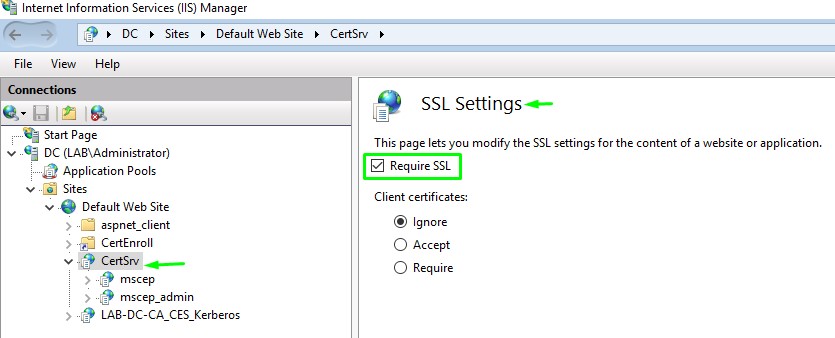 Internet Information Services (IIS) Manager
DC Sites Default Web Site CertSrv
File View Help
Connections
Start Page
DC (LAB\Administrator)
Application Pools
Sites
Default Web Site
aspnet_client
CertEnroll
CertSrv
mscep
mscep_admin
LAB-DC-CA_CES_Kerberos
SSL Settings
This page lets you modify the SSL settings for the content of a website or application.
Require SSL
Client certificates:
Ignore
Accept
Require